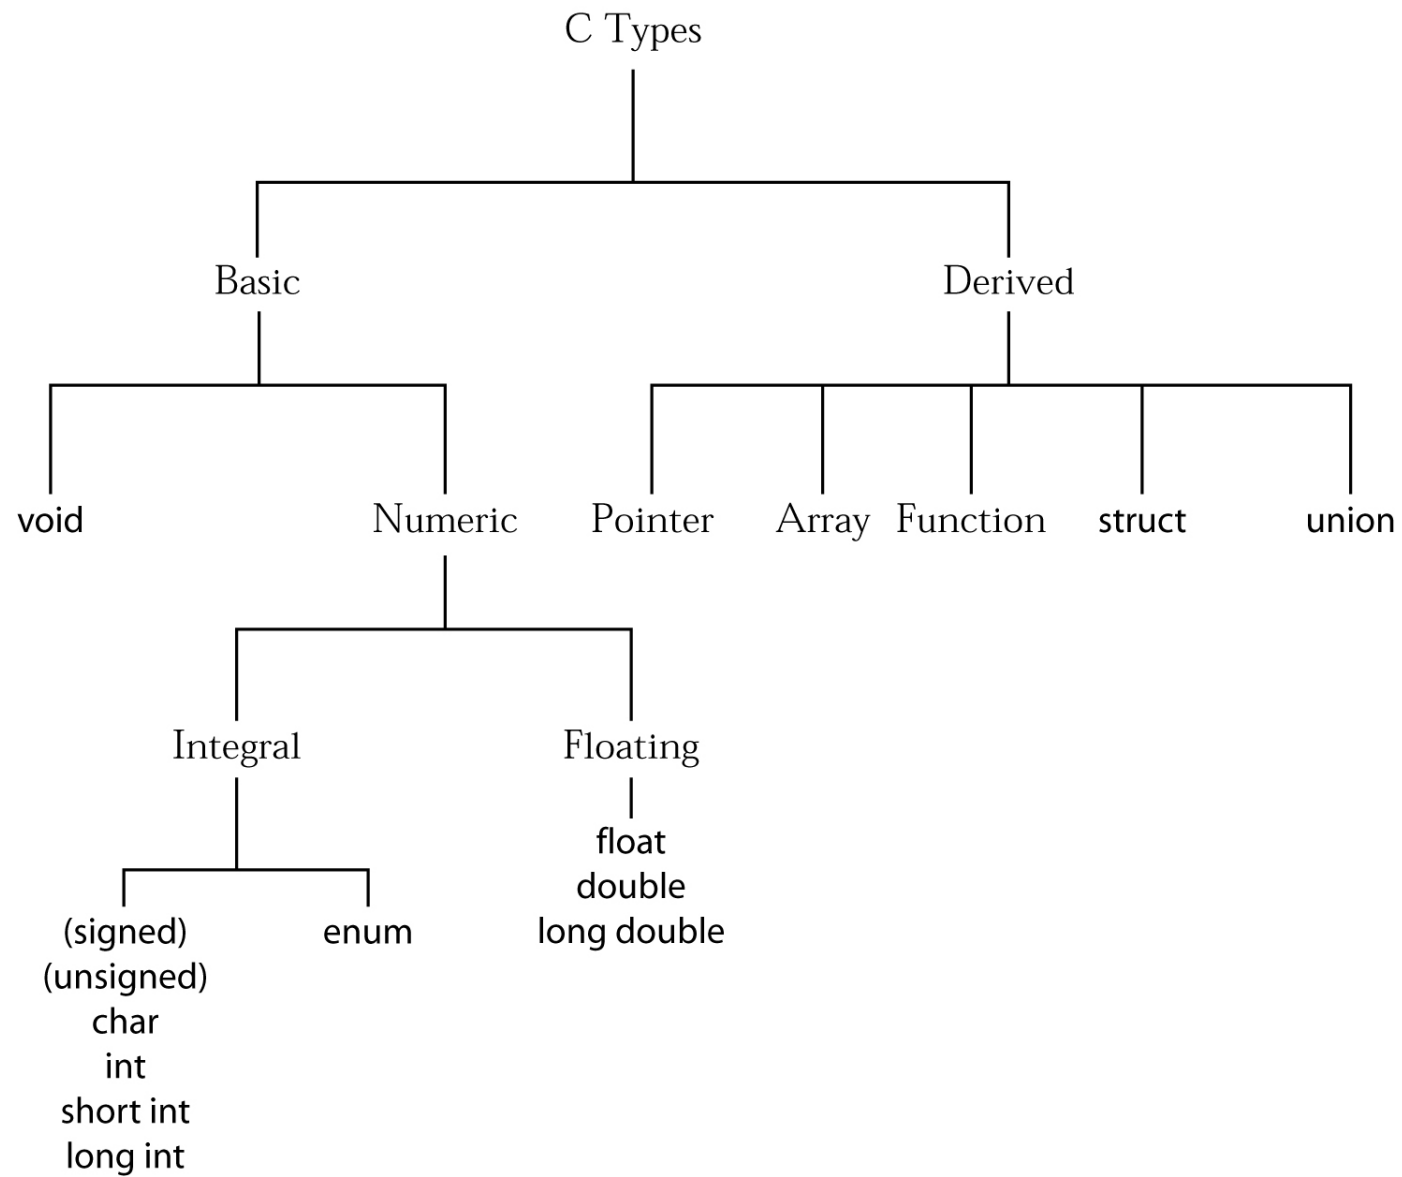 C Types
Basic
Derived
void
Numeric
Pointer
Array
Function
struct
union
Integral
Floating
float
double
long double
(signed)
(unsigned)
char
int
short int
long int
enum